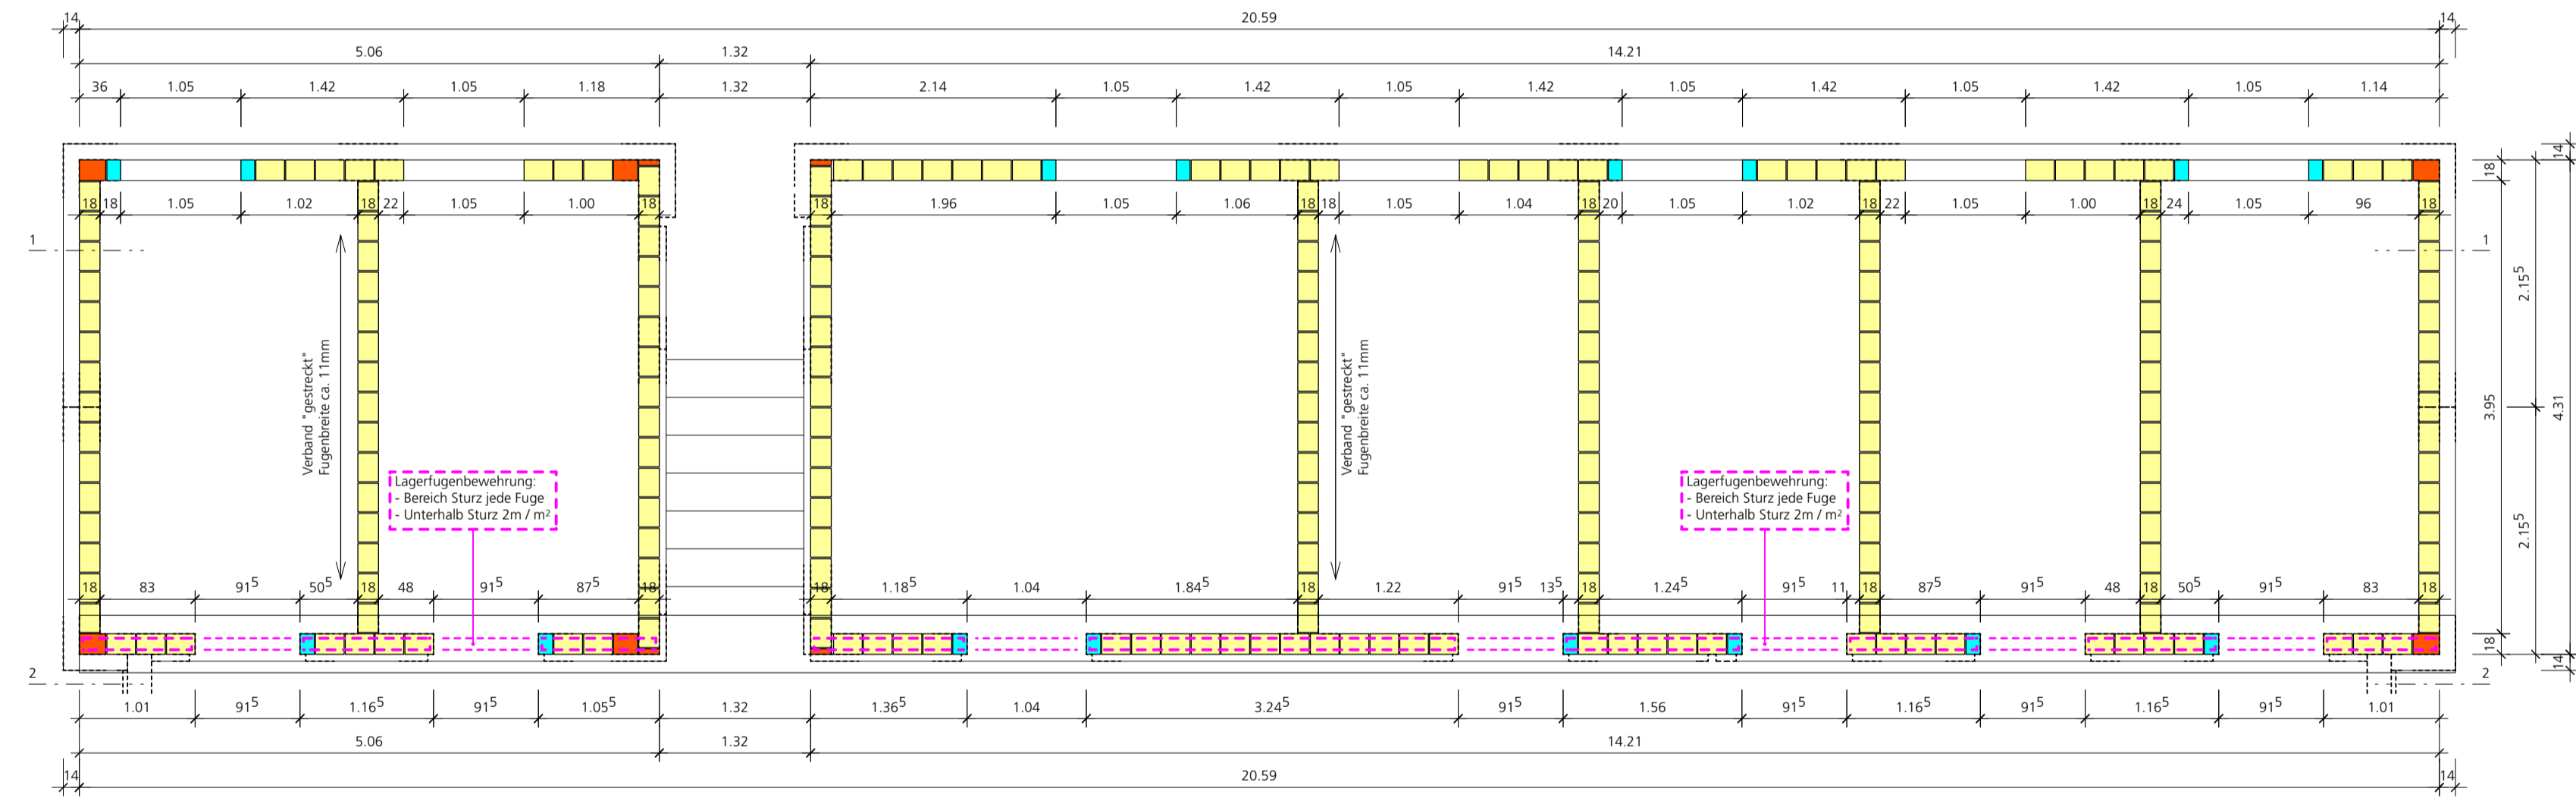 14 20.59 14
5.06 1.32 14.21
36 1.05 1.42 1.05 1.18 1.32 2.14 1.05 1.42 1.05 1.42 1.05 1.42 1.05 1.42 1.05 1.14
14
18
18 18 1.05 1.02 18 22 1.05 1.00 18 18 1.96 1.05 1.06 18 18 1.05 1.04 18 20 1.05 1.02 18 22 1.05 1.00 18 24 1.05 96 18
1 1
2.15⁵
Verband "gestreckt"
Fugenbreite ca. 11mm
Verband "gestreckt"
Fugenbreite ca. 11mm
3.95 4.31
Lagerfugenbewehrung:
- Bereich Sturz jede Fuge
- Unterhalb Sturz 2m / m²
Lagerfugenbewehrung:
- Bereich Sturz jede Fuge
- Unterhalb Sturz 2m / m²
2.15⁵
18 83 91⁵ 50⁵ 18 48 91⁵ 87⁵ 18 18 1.18⁵ 1.04 1.84⁵ 18 1.22 91⁵ 13⁵ 18 1.24⁵ 91⁵ 11 18 87⁵ 91⁵ 48 18 50⁵ 91⁵ 83 18
18
14
2 2
1.01 91⁵ 1.16⁵ 91⁵ 1.05⁵ 1.32 1.36⁵ 1.04 3.24⁵ 91⁵ 1.56 91⁵ 1.16⁵ 91⁵ 1.16⁵ 91⁵ 1.01
5.06 1.32 14.21
14 20.59 14